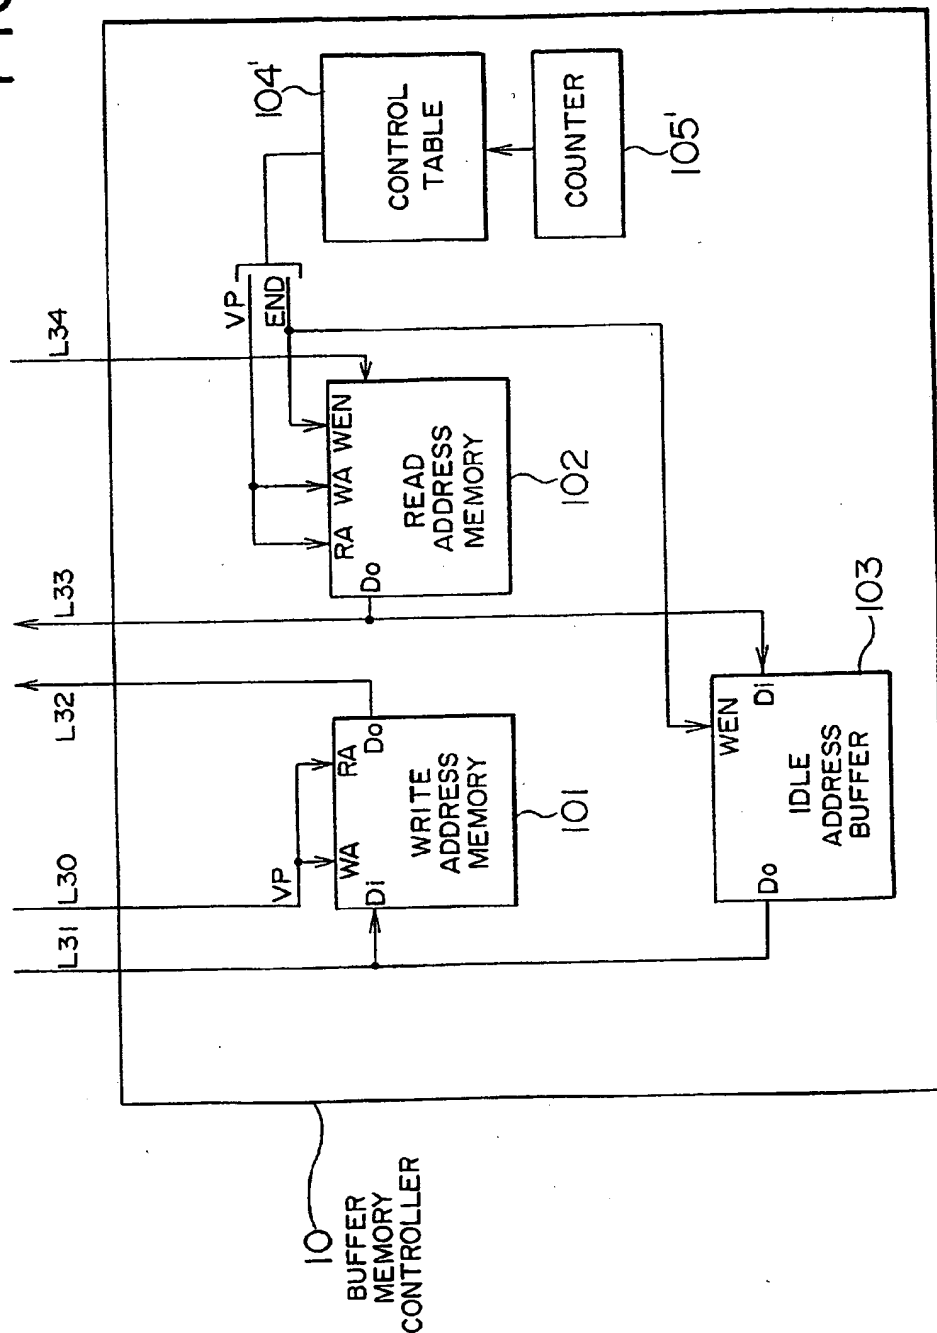 L31
L30
L32
L33
L34
VP
WA
RA
Di
Do
WRITE
ADDRESS
MEMORY
101
VP
END
RA
WA
WEN
Do
READ
ADDRESS
MEMORY
102
104'
CONTROL
TABLE
COUNTER
105'
WEN
Di
Do
IDLE
ADDRESS
BUFFER
103
10
BUFFER
MEMORY
CONTROLLER